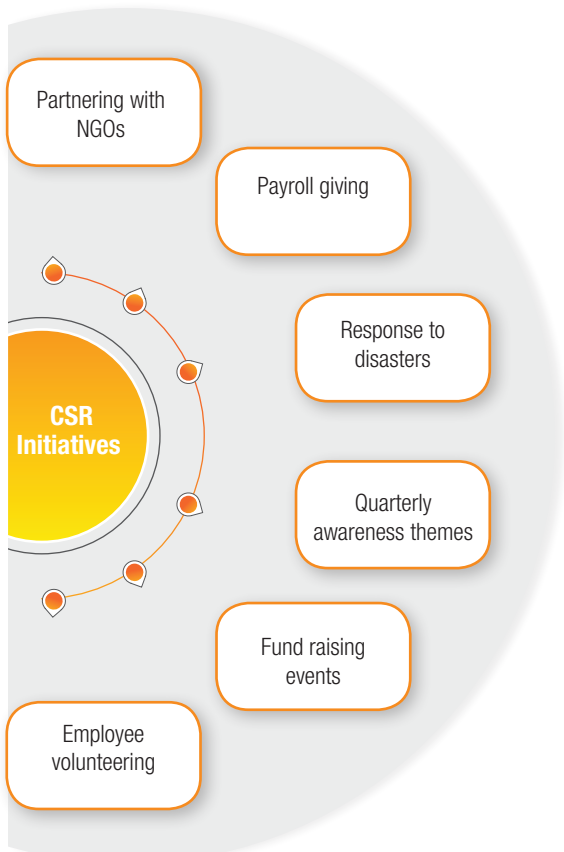 Partnering with
NGOs
Payroll giving
Response to
disasters
CSR
Initiatives
Quarterly
awareness themes
Fund raising
events
Employee
volunteering